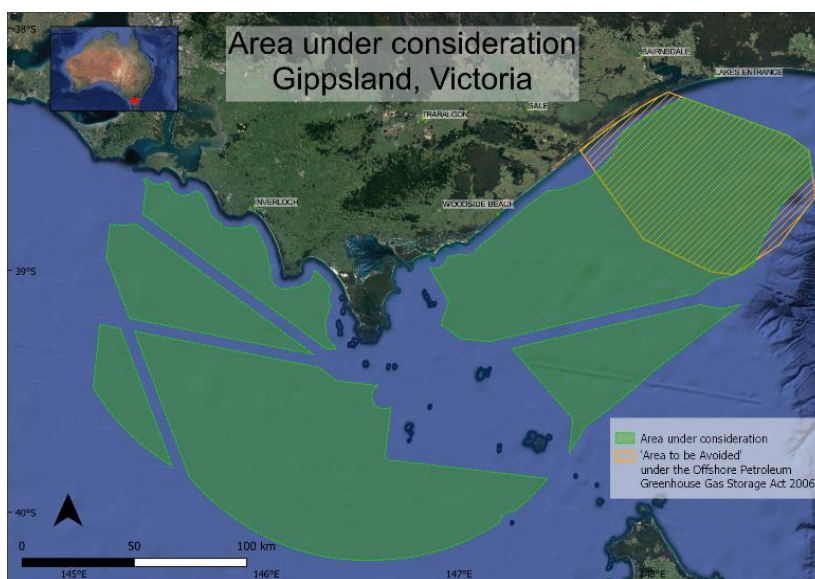 Area under consideration
Gippsland, Victoria
38°S
BAIRNSDALE
LAKES ENTRANCE
SALE
TRARALGON
INVERLOCH
WOODSIDE BEACH
39°S
Area under consideration
'Area to be Avoided'
under the Offshore Petroleum
Greenhouse Gas Storage Act 2006
40°S
0 50 100 km
145°E 146°E 147°E 148°E